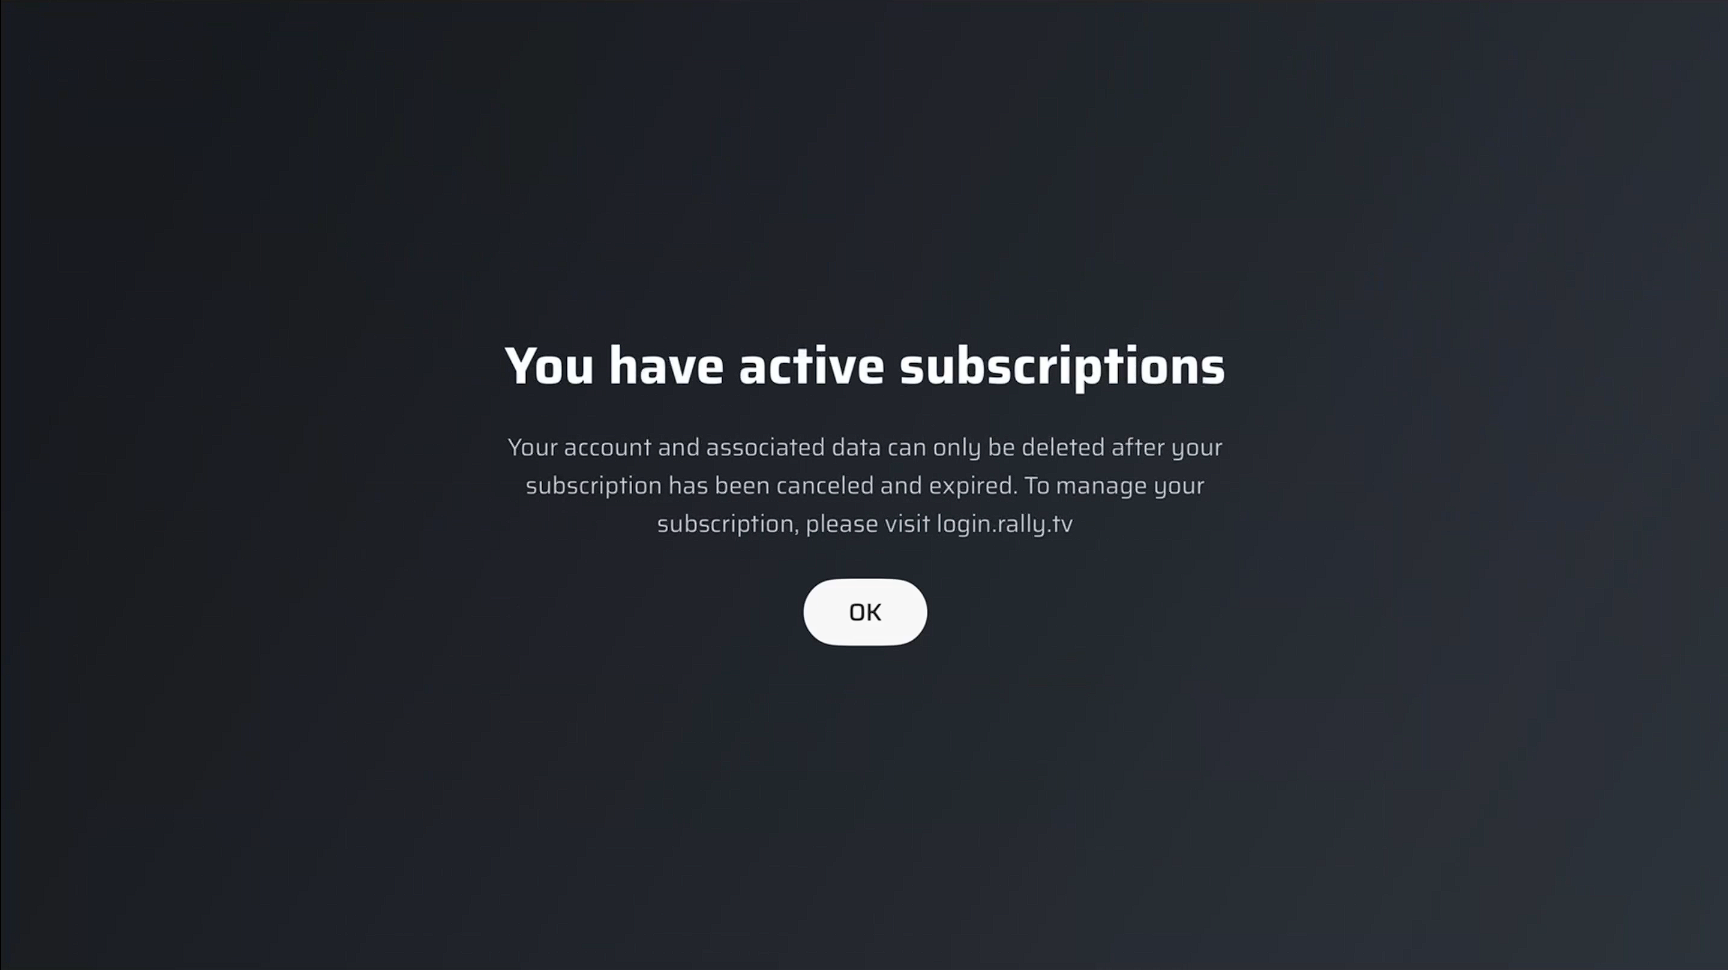 You have active subscriptions
Your account and associated data can only be deleted after your
subscription has been canceled and expired. To manage your
subscription, please visit login.rally.tv
OK